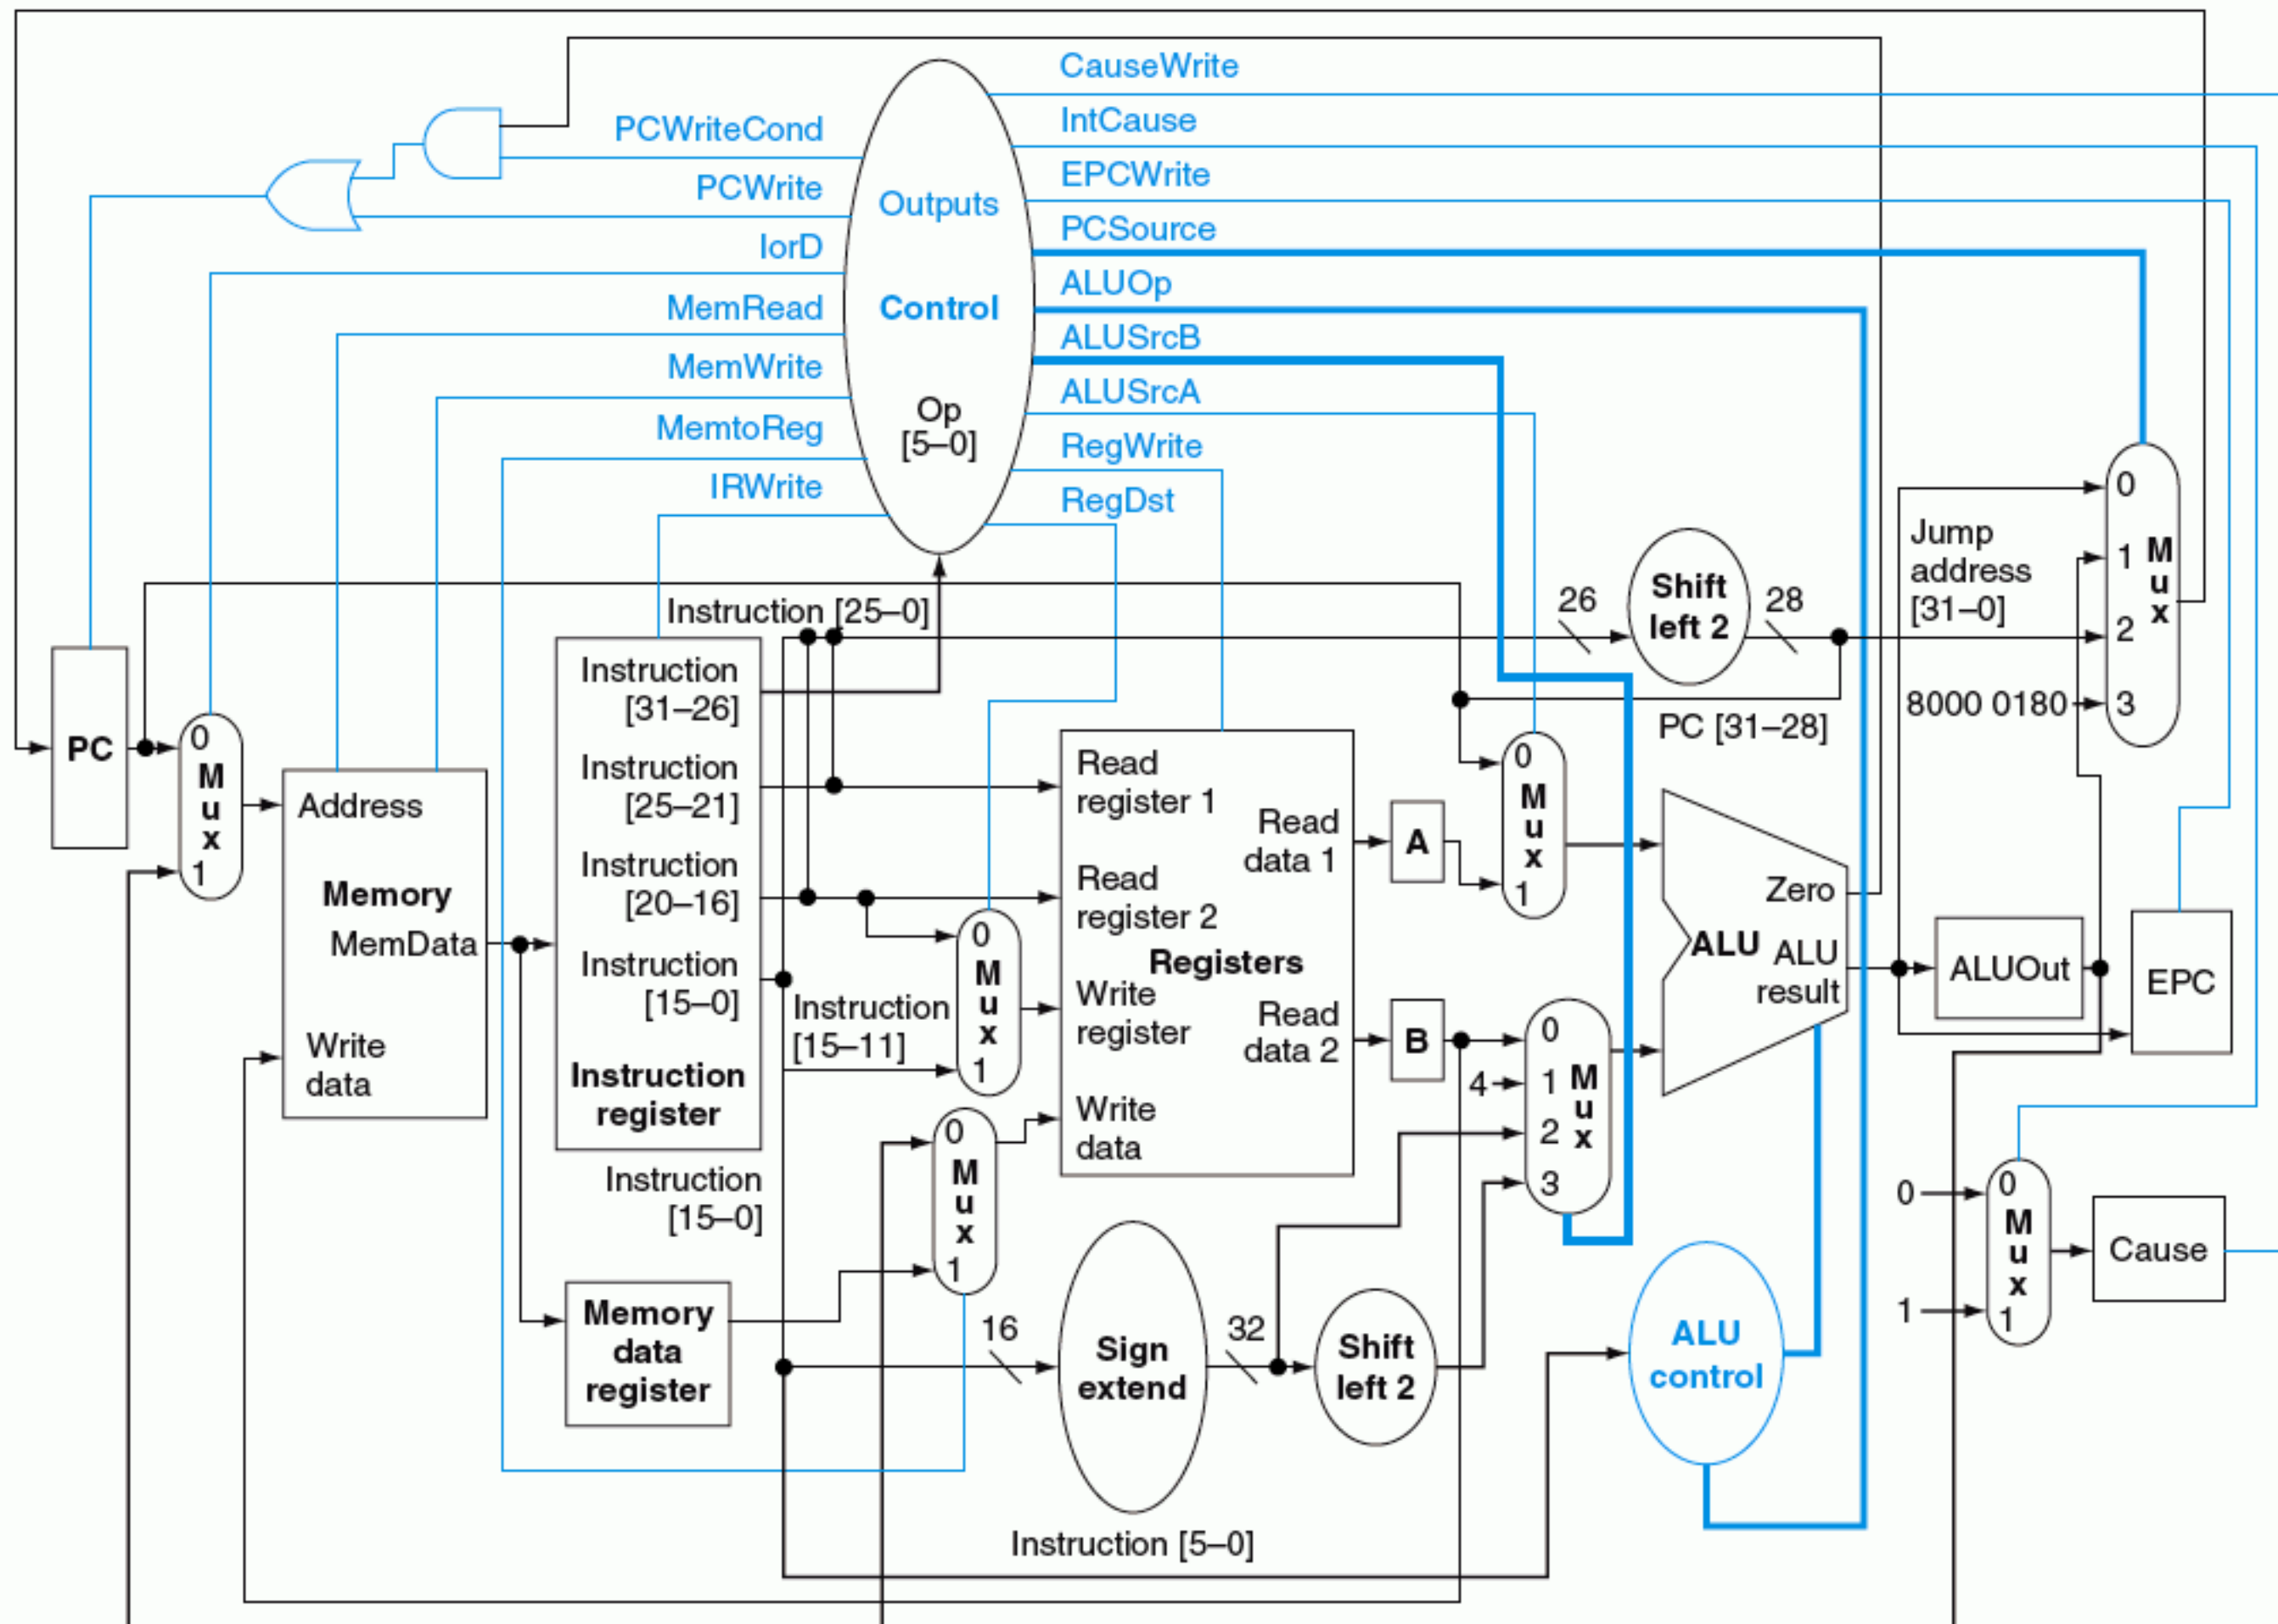 CauseWrite
IntCause
EPCWrite
PCSource
ALUOp
ALUSrcB
ALUSrcA
RegWrite
RegDst
PCWriteCond
PCWrite
IorD
MemRead
MemWrite
MemtoReg
IRWrite
Outputs
Control
Op
[5–0]
Instruction [25–0]
26
Shift
left 2
28
Jump
address
[31–0]
0
1
2
3
M
u
x
8000 0180
PC [31–28]
PC
0
M
u
x
1
Address
Memory
MemData
Write
data
Instruction
[31–26]
Instruction
[25–21]
Instruction
[20–16]
Instruction
[15–0]
Instruction
register
Instruction
[15–0]
Memory
data
register
Instruction
[15–11]
0
M
u
x
1
0
M
u
x
1
Read
register 1
Read
register 2
Registers
Write
register
Write
data
Read
data 1
Read
data 2
A
B
0
M
u
x
1
4
0
1
2
3
M
u
x
Zero
ALU
ALU
result
ALUOut
EPC
0
1
0
M
u
x
1
Cause
16
Sign
extend
32
Shift
left 2
ALU
control
Instruction [5–0]